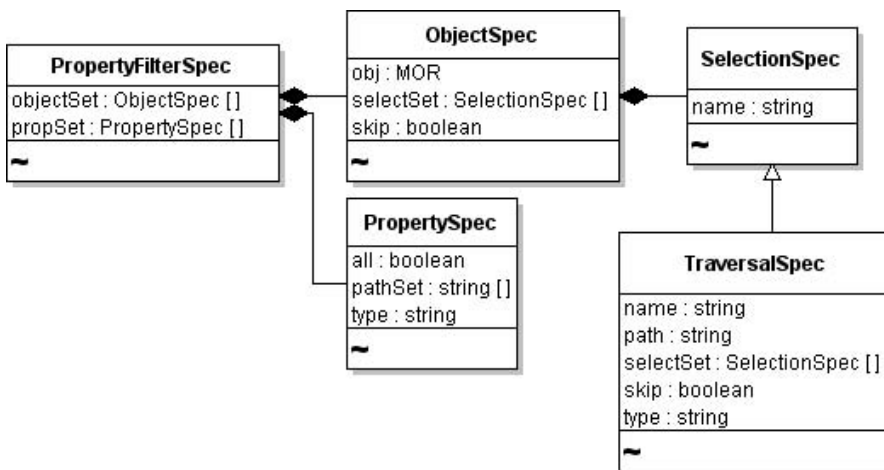 PropertyFilterSpec
objectSet : ObjectSpec [ ]
propSet : PropertySpec [ ]
~
ObjectSpec
obj : MOR
selectSet : SelectionSpec [ ]
skip : boolean
~
SelectionSpec
name : string
~
PropertySpec
all : boolean
pathSet : string [ ]
type : string
~
TraversalSpec
name : string
path : string
selectSet : SelectionSpec [ ]
skip : boolean
type : string
~